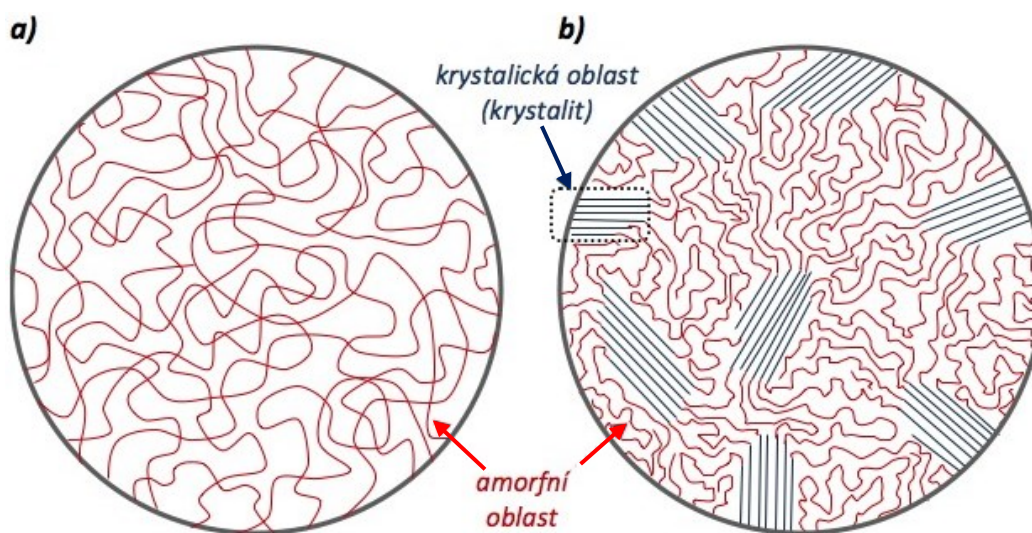 a)
b)
krystalická oblast
(krystalit)
amorfní
oblast